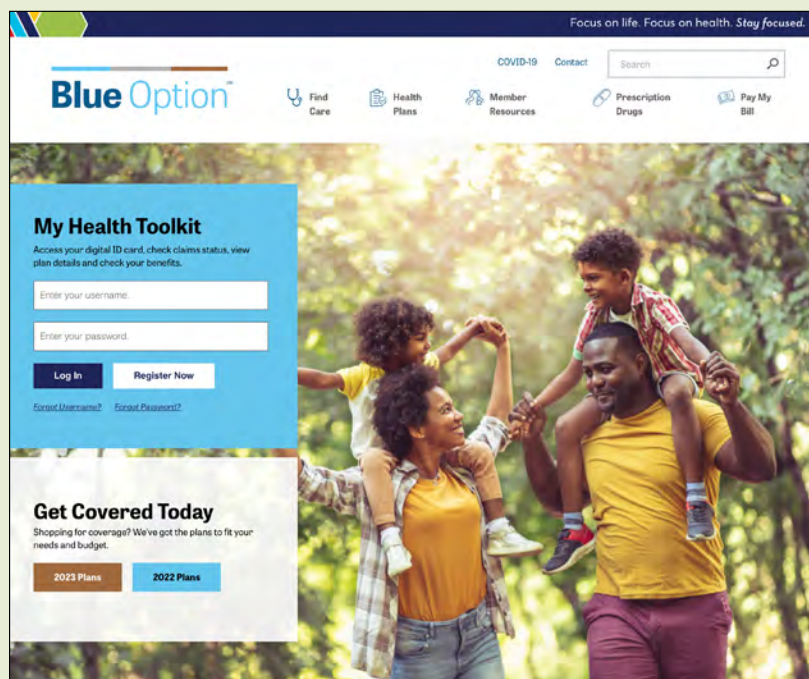 Focus on life. Focus on health. Stay focused.
COVID-19 Contact Search
Blue Option℠
Find Care
Health Plans
Member Resources
Prescription Drugs
Pay My Bill
My Health Toolkit
Access your digital ID card, check claims status, view
plan details and check your benefits.
Enter your username.
Enter your password.
Log In Register Now
Forgot Username? Forgot Password?
Get Covered Today
Shopping for coverage? We've got the plans to fit your
needs and budget.
2023 Plans 2022 Plans